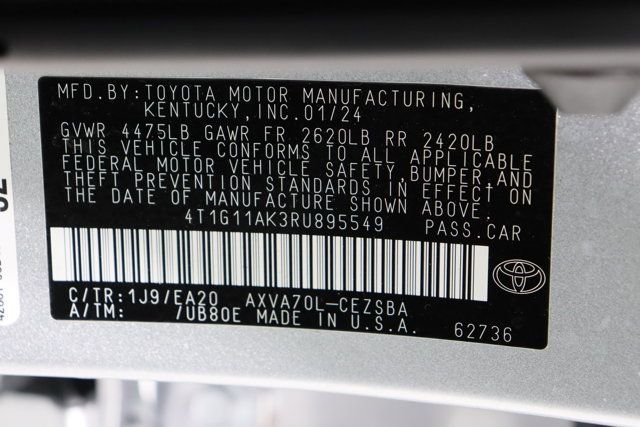 MFD. BY: TOYOTA MOTOR MANUFACTURING,
KENTUCKY, INC. 01/24
GVWR 4475LB GAWR FR 2620LB RR 2420LB
THIS VEHICLE CONFORMS TO ALL APPLICABLE
FEDERAL MOTOR VEHICLE SAFETY, BUMPER, AND
THEFT PREVENTION STANDARDS IN EFFECT ON
THE DATE OF MANUFACTURE SHOWN ABOVE.
4T1G11AK3RU895549 PASS. CAR
C/TR: 1J9/EA20 AXVA70L-CEZSBA
A/TM: /UB80E MADE IN U.S.A. 62736